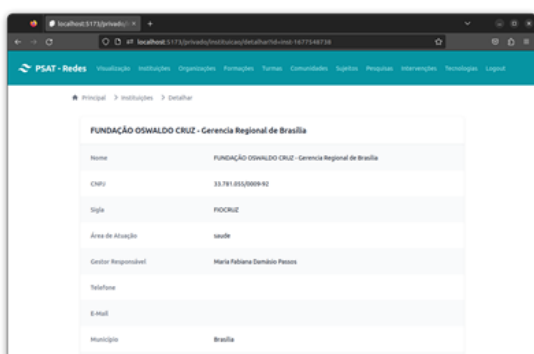 localhost:5173/privado/
localhost:5173/privado/instituicao/detalhar?id=inst-1677548738
PSAT - Redes Visualização Instituições Organizações Formações Turmas Comunidades Sujeitos Pesquisas Intervenções Tecnologias Logout
Principal > Instituições > Detalhar
FUNDAÇÃO OSWALDO CRUZ - Gerencia Regional de Brasília
Nome FUNDAÇÃO OSWALDO CRUZ - Gerencia Regional de Brasília
CNPJ 33.781.055/0009-92
Sigla FIOCRUZ
Área de Atuação saude
Gestor Responsável Maria Fabiana Damásio Passos
Telefone
E-Mail
Município Brasília